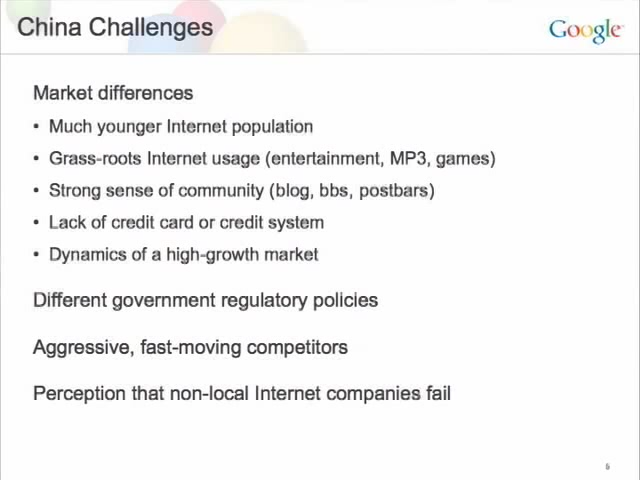 China Challenges
Google
Market differences
• Much younger Internet population
• Grass-roots Internet usage (entertainment, MP3, games)
• Strong sense of community (blog, bbs, postbars)
• Lack of credit card or credit system
• Dynamics of a high-growth market
Different government regulatory policies
Aggressive, fast-moving competitors
Perception that non-local Internet companies fail